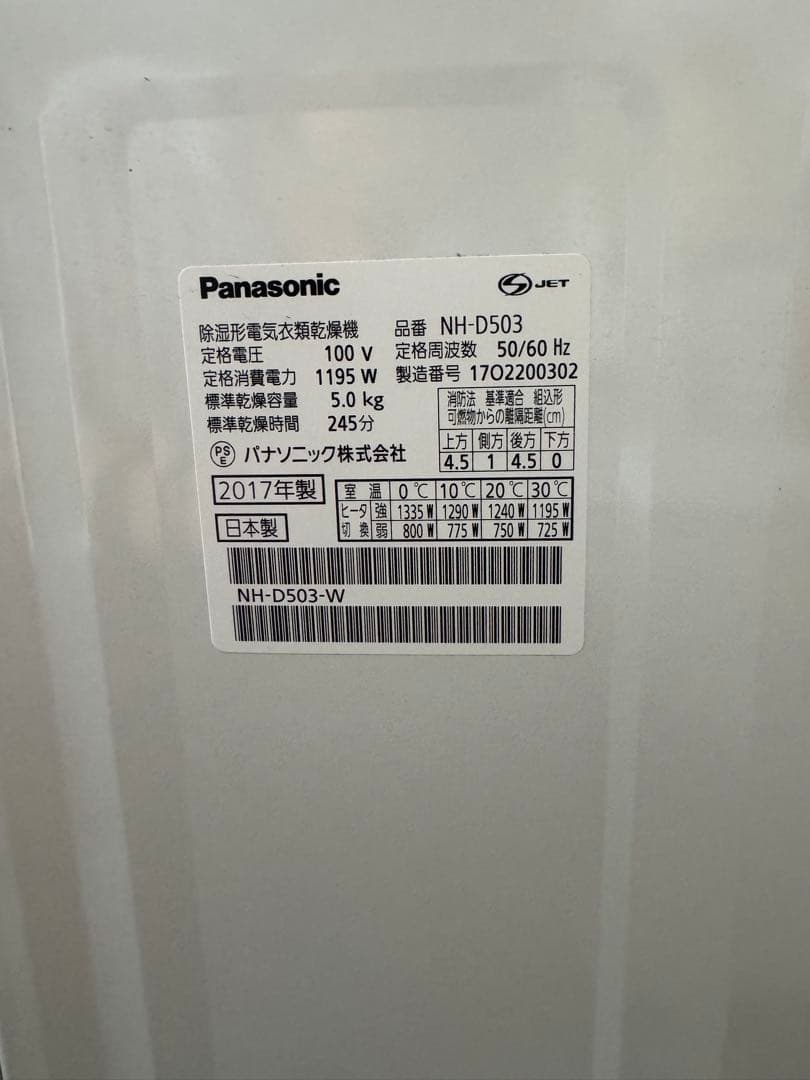 Panasonic
S JET
除湿形電気衣類乾燥機 品番 NH-D503
定格電圧 100 V 定格周波数 50/60 Hz
定格消費電力 1195 W 製造番号 1702200302
標準乾燥容量 5.0 kg
標準乾燥時間 245分
消防法 基準適合 組込形
可燃物からの離隔距離(cm)
上方 側方 後方 下方
4.5 1 4.5 0
PSE パナソニック株式会社
2017年製
日本製
室温 0℃ 10℃ 20℃ 30℃
ヒータ 強 1335 W 1290 W 1240 W 1195 W
切換 弱 800 W 775 W 750 W 725 W
NH-D503-W